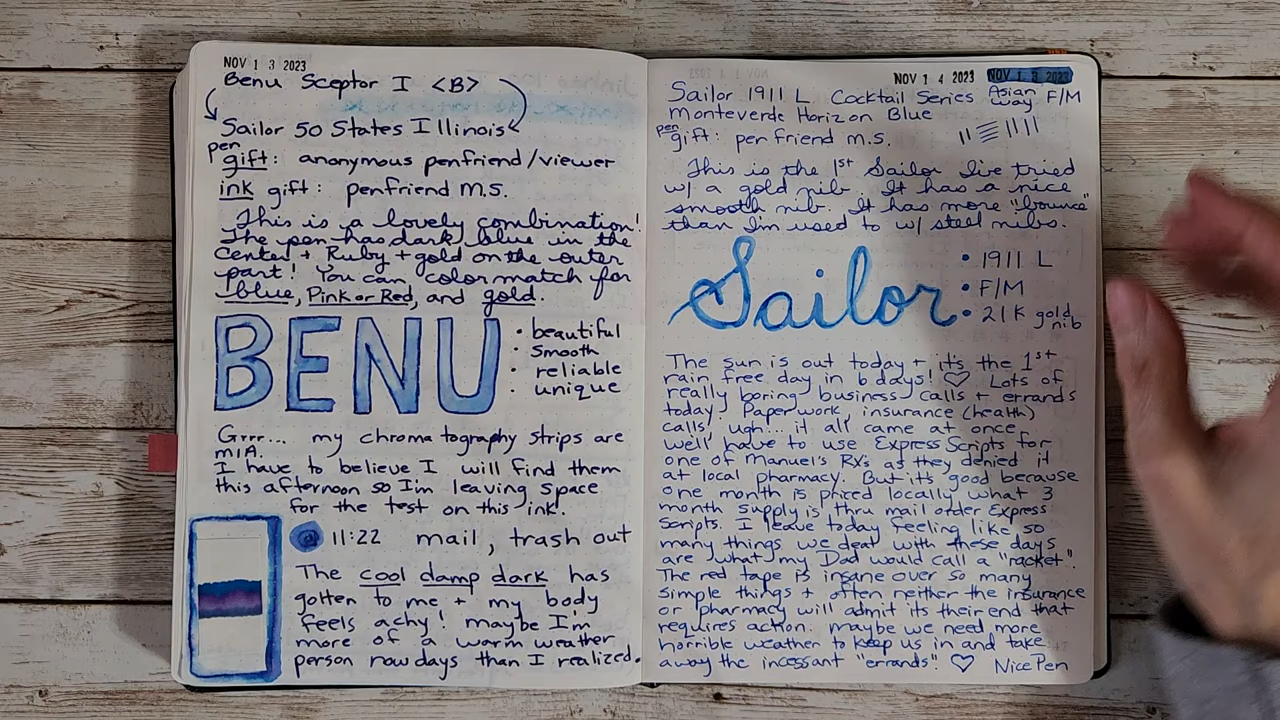 NOV 1 3 2023
Benu Sceptor I <B>
Sailor 50 States Illinois
pen gift: anonymous penfriend/viewer
ink gift: penfriend m.s.
This is a lovely combination!
The pen has dark blue in the
center + Ruby + gold on the outer
part! You can color match for
blue, Pink or Red, and gold.
BENU
• beautiful
• smooth
• reliable
• unique
Grrr... my chromatography strips are
MIA.
I have to believe I will find them
this afternoon so I'm leaving space
for the test on this ink.
@ 11:22 mail, trash out
The cool damp dark has
gotten to me + my body
feels achy! maybe I'm
more of a warm weather
person nowdays than I realized.
NOV 1 4 2023 NOV 1 3 2023
Sailor 1911 L Cocktail Series Asian way F/M
Monteverde Horizon Blue
pen gift: pen friend m.s.
This is the 1st Sailor I've tried
w/ a gold nib. It has a nice
smooth nib. It has more "bounce"
than I'm used to w/ steel nibs.
Sailor
• 1911 L
• F/M
• 21K gold nib
The sun is out today + it's the 1st
rain free day in 6 days! ♡ Lots of
really boring business calls + errands
today. Paperwork, insurance (health)
calls, ugh... it all came at once.
We'll have to use Express Scripts for
one of Manuel's RX's as they denied it
at local pharmacy. But it's good because
one month is priced locally what 3
month supply is thru mail order Express
Scripts. I leave today feeling like so
many things we deal with these days
are what my Dad would call a "racket".
The red tape is insane over so many
simple things + often neither the insurance
or pharmacy will admit its their end that
requires action. maybe we need more
horrible weather to keep us in and take
away the incessant "errands". ♡ Nice Pen